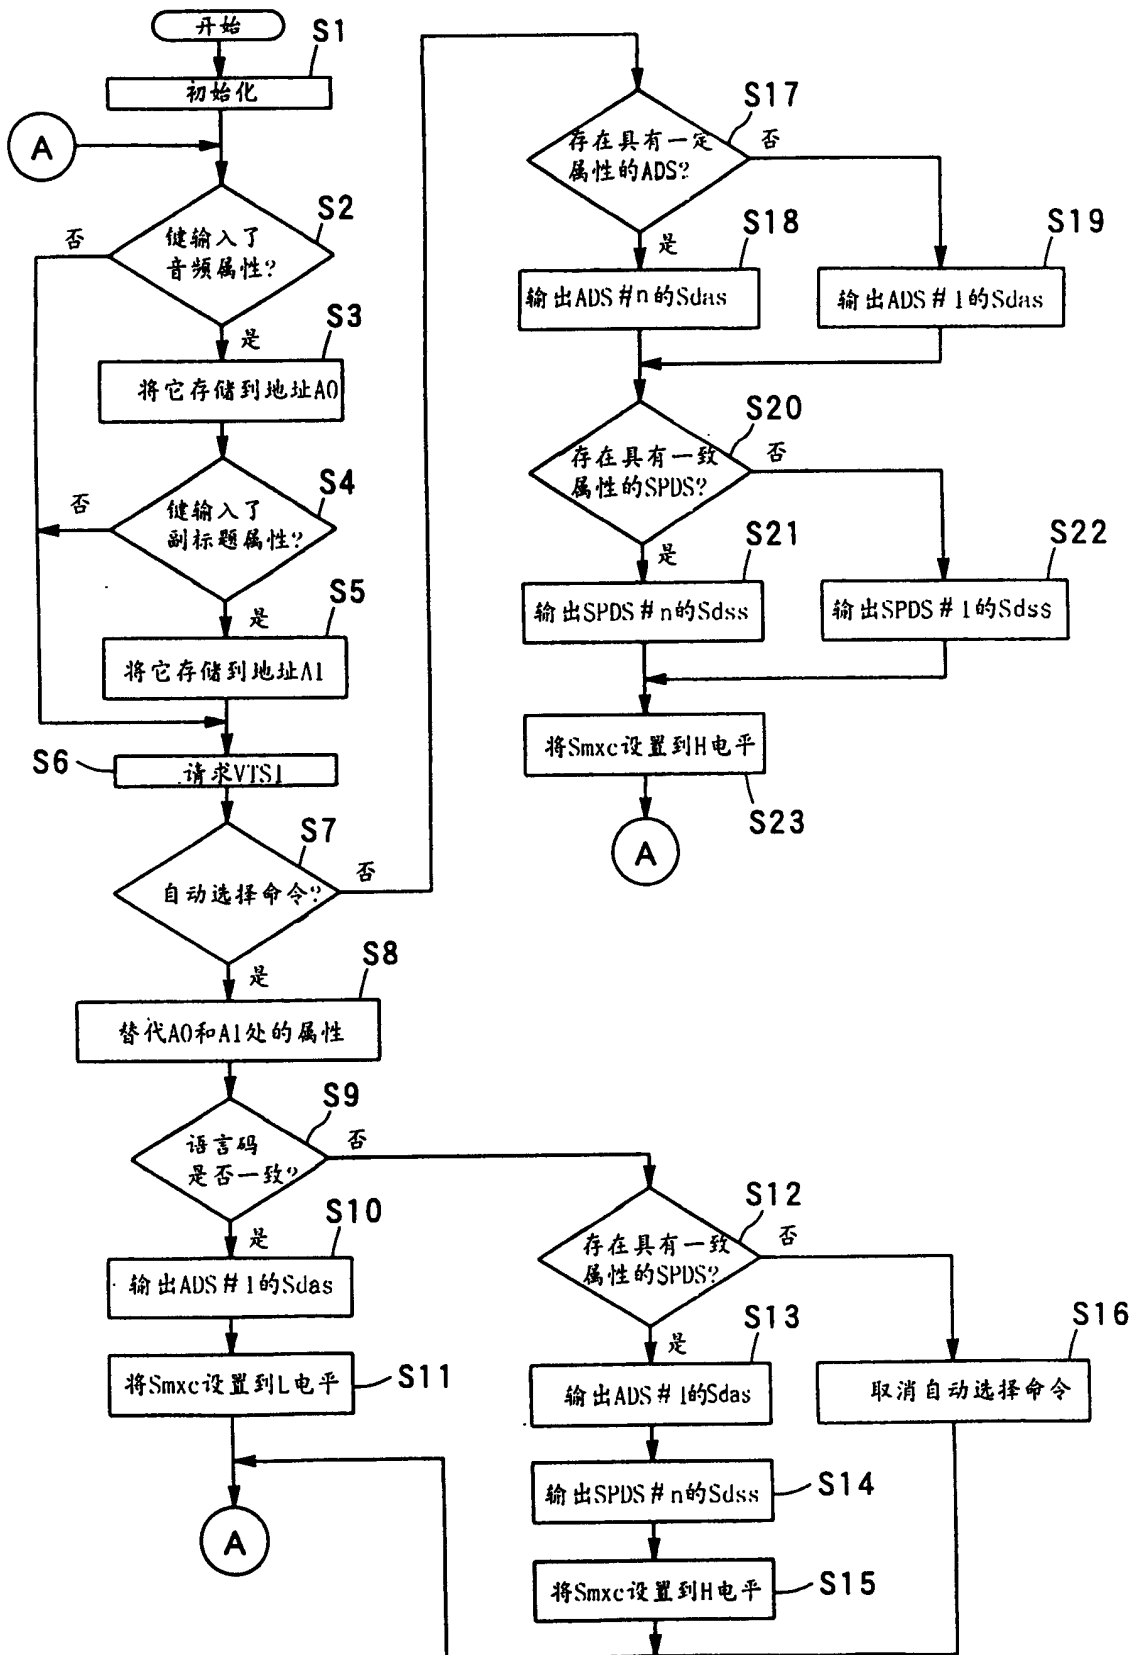 开始
S1
初始化
A
S2
键输入了
音频属性?
否
是
S3
将它存储到地址A0
S4
键输入了
副标题属性?
否
是
S5
将它存储到地址A1
S6
请求VTS1
S7
自动选择命令?
否
是
S8
替代A0和A1处的属性
S9
语言码
是否一致?
否
是
S10
输出ADS#1的Sdas
将Smxc设置到L电平
S11
A
S12
存在具有一致
属性的SPDS?
否
是
S13
输出ADS#1的Sdas
输出SPDS#n的Sdss
S14
将Smxc设置到H电平
S15
S16
取消自动选择命令
S17
存在具有一定
属性的ADS?
否
是
S18
输出ADS#n的Sdas
S19
输出ADS#1的Sdas
S20
存在具有一致
属性的SPDS?
否
是
S21
输出SPDS#n的Sdss
S22
输出SPDS#1的Sdss
将Smxc设置到H电平
S23
A